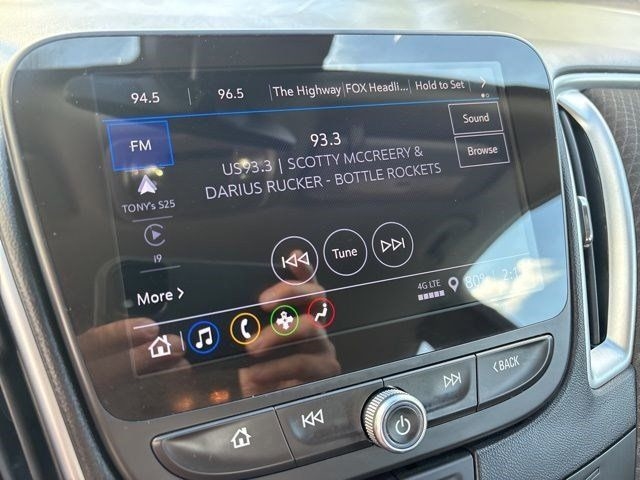 94.5 96.5 The Highway FOX Headli... Hold to Set
FM
93.3
Sound
US93.3 | SCOTTY MCCREERY &
DARIUS RUCKER - BOTTLE ROCKETS
Browse
TONY's S25
i9
Tune
More
4G LTE
80°
BACK